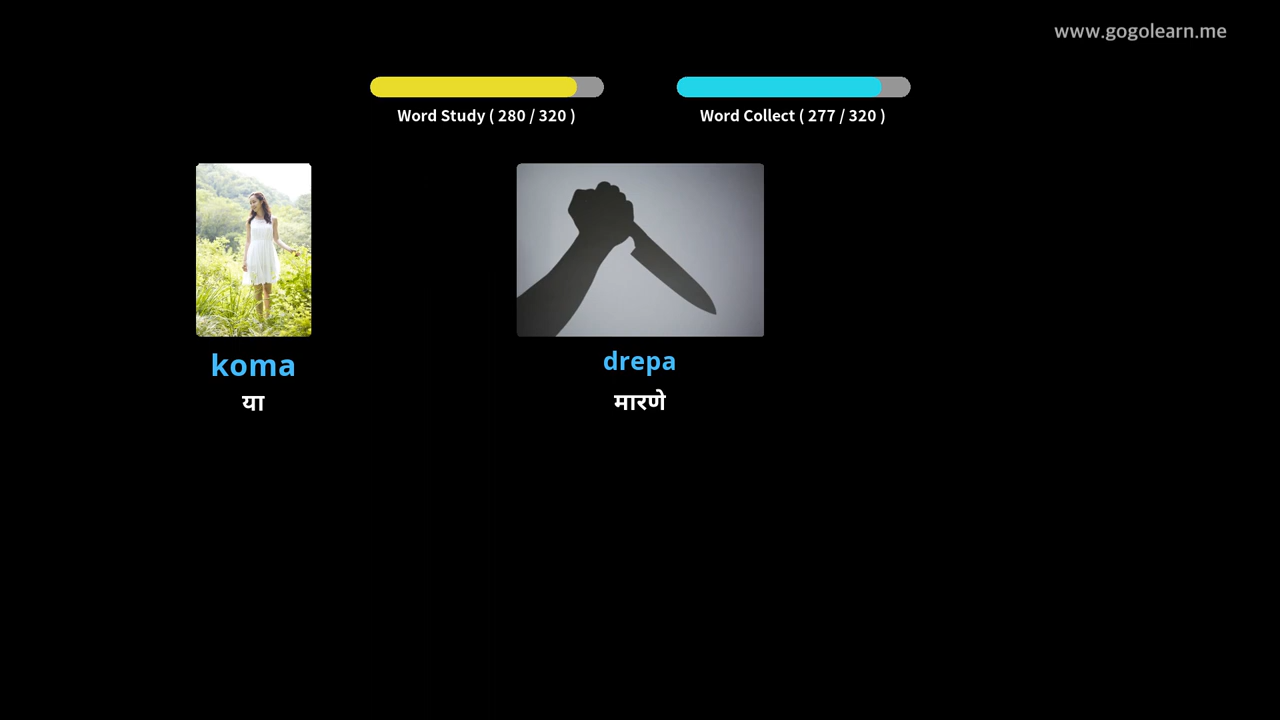 www.gogolearn.me
Word Study ( 280 / 320 )
Word Collect ( 277 / 320 )
koma
या
drepa
मारणे